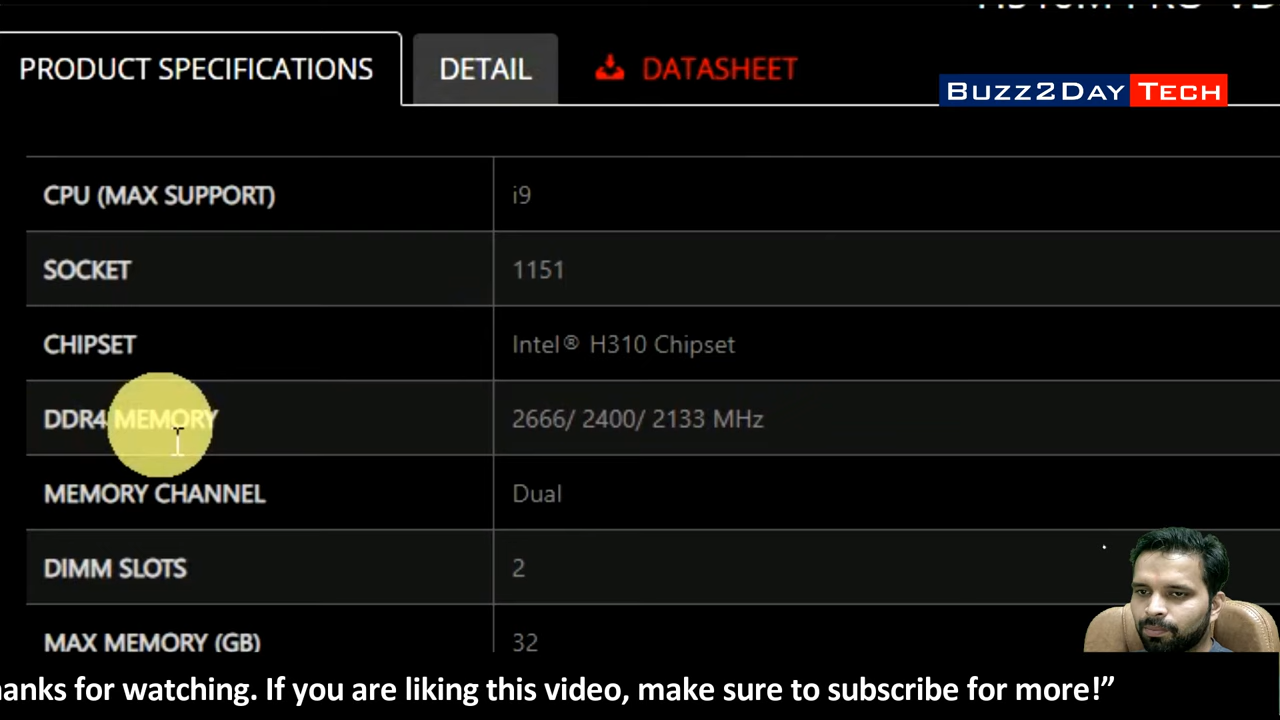 PRODUCT SPECIFICATIONS
DETAIL
DATASHEET
Buzz2Day Tech
CPU (MAX SUPPORT) i9
SOCKET 1151
CHIPSET Intel® H310 Chipset
DDR4 MEMORY 2666/ 2400/ 2133 MHz
MEMORY CHANNEL Dual
DIMM SLOTS 2
MAX MEMORY (GB) 32
for watching. If you are liking this video, make sure to subscribe for more!”